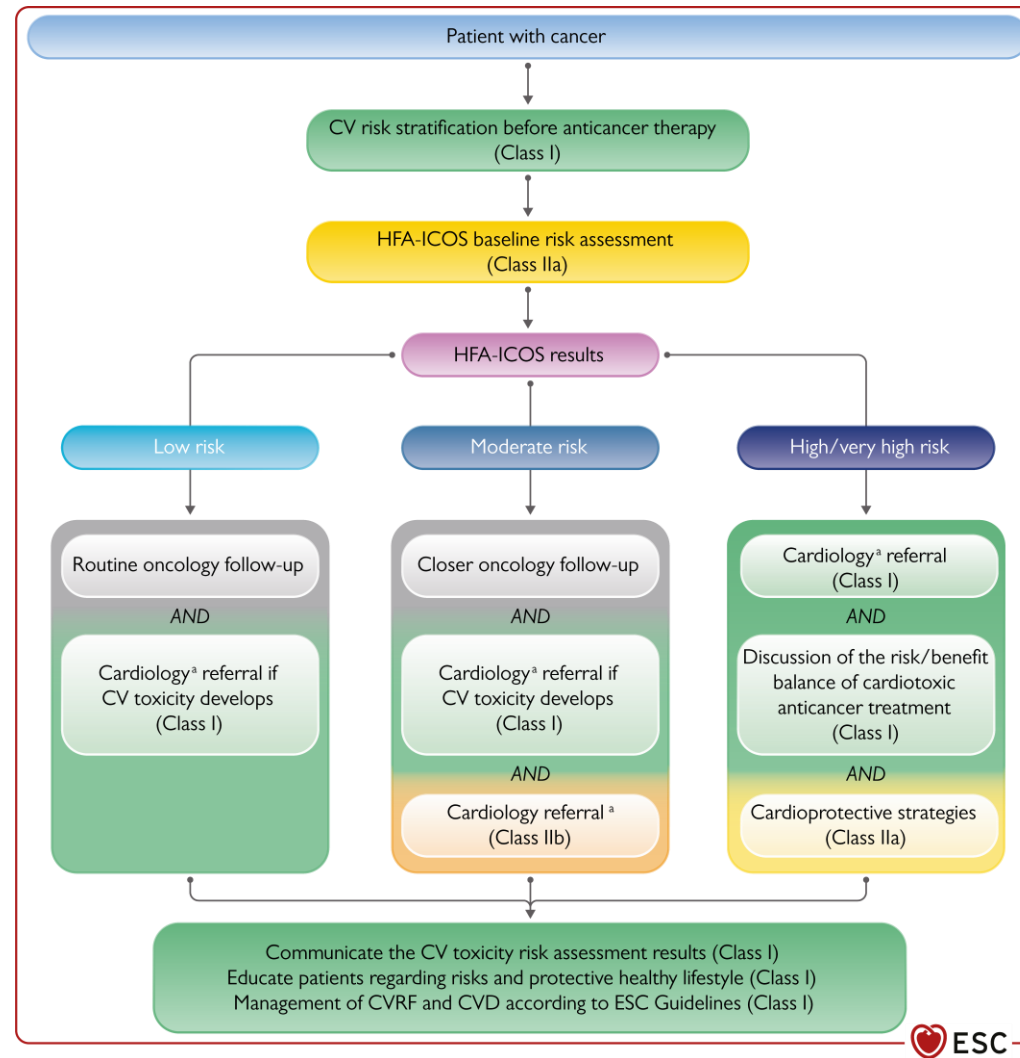 Patient with cancer
CV risk stratification before anticancer therapy
(Class I)
HFA-ICOS baseline risk assessment
(Class IIa)
HFA-ICOS results
Low risk
Moderate risk
High/very high risk
Routine oncology follow-up
AND
Cardiologyᵃ referral if
CV toxicity develops
(Class I)
Closer oncology follow-up
AND
Cardiologyᵃ referral if
CV toxicity develops
(Class I)
AND
Cardiology referral ᵃ
(Class IIb)
Cardiologyᵃ referral
(Class I)
AND
Discussion of the risk/benefit
balance of cardiotoxic
anticancer treatment
(Class I)
AND
Cardioprotective strategies
(Class IIa)
Communicate the CV toxicity risk assessment results (Class I)
Educate patients regarding risks and protective healthy lifestyle (Class I)
Management of CVRF and CVD according to ESC Guidelines (Class I)
ESC